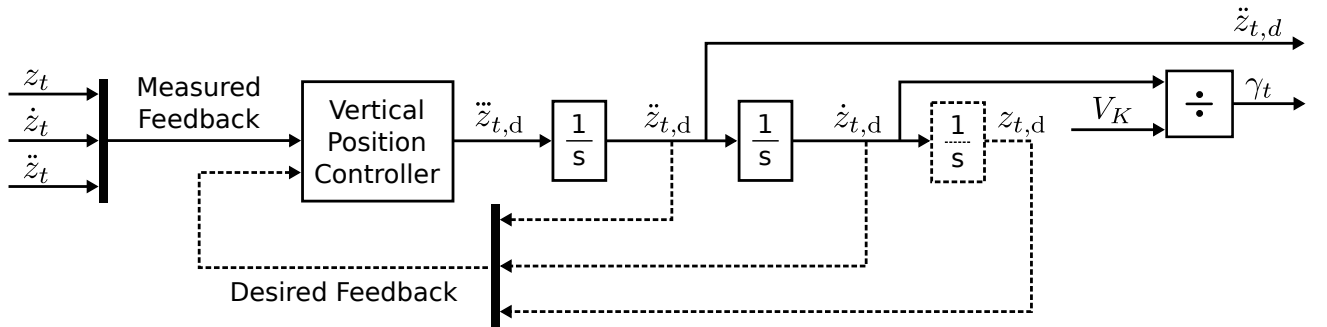 z̈_{t,d}
z_t
ż_t
z̈_t
Measured
Feedback
Vertical
Position
Controller
z⃛_{t,d}
1
s
z̈_{t,d}
1
s
ż_{t,d}
1
s
z_{t,d}
V_K
÷
γ_t
Desired Feedback